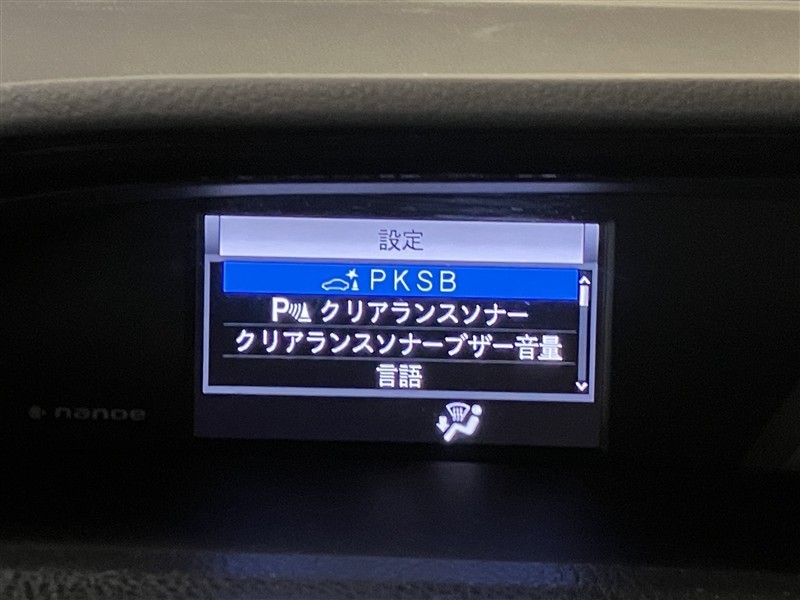 設定
PKSB
P クリアランスソナー
クリアランスソナーブザー音量
言語
nanoe